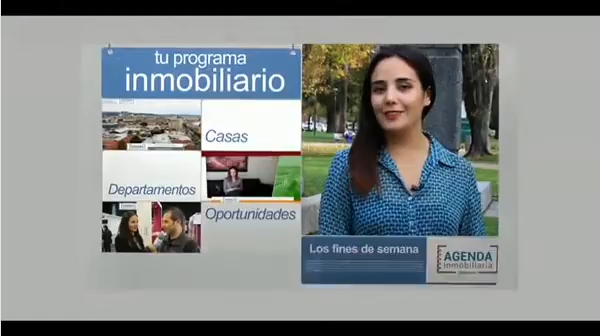 tu programa
inmobiliario
Casas
Departamentos
Oportunidades
Los fines de semana
AGENDA
inmobiliaria